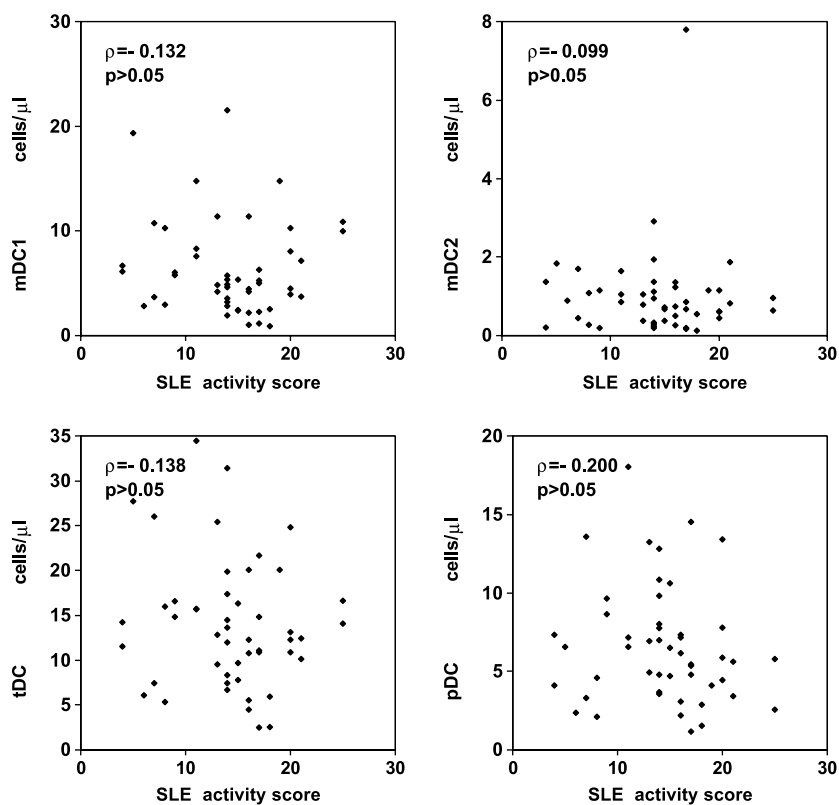 30
20
10
0
cells/μl
mDC1
ρ=- 0.132
p>0.05
0 10 20 30
SLE activity score
8
6
4
2
0
cells/μl
mDC2
ρ=- 0.099
p>0.05
0 10 20 30
SLE activity score
35
30
25
20
15
10
5
0
cells/μl
tDC
ρ=- 0.138
p>0.05
0 10 20 30
SLE activity score
20
15
10
5
0
cells/μl
pDC
ρ=- 0.200
p>0.05
0 10 20 30
SLE activity score